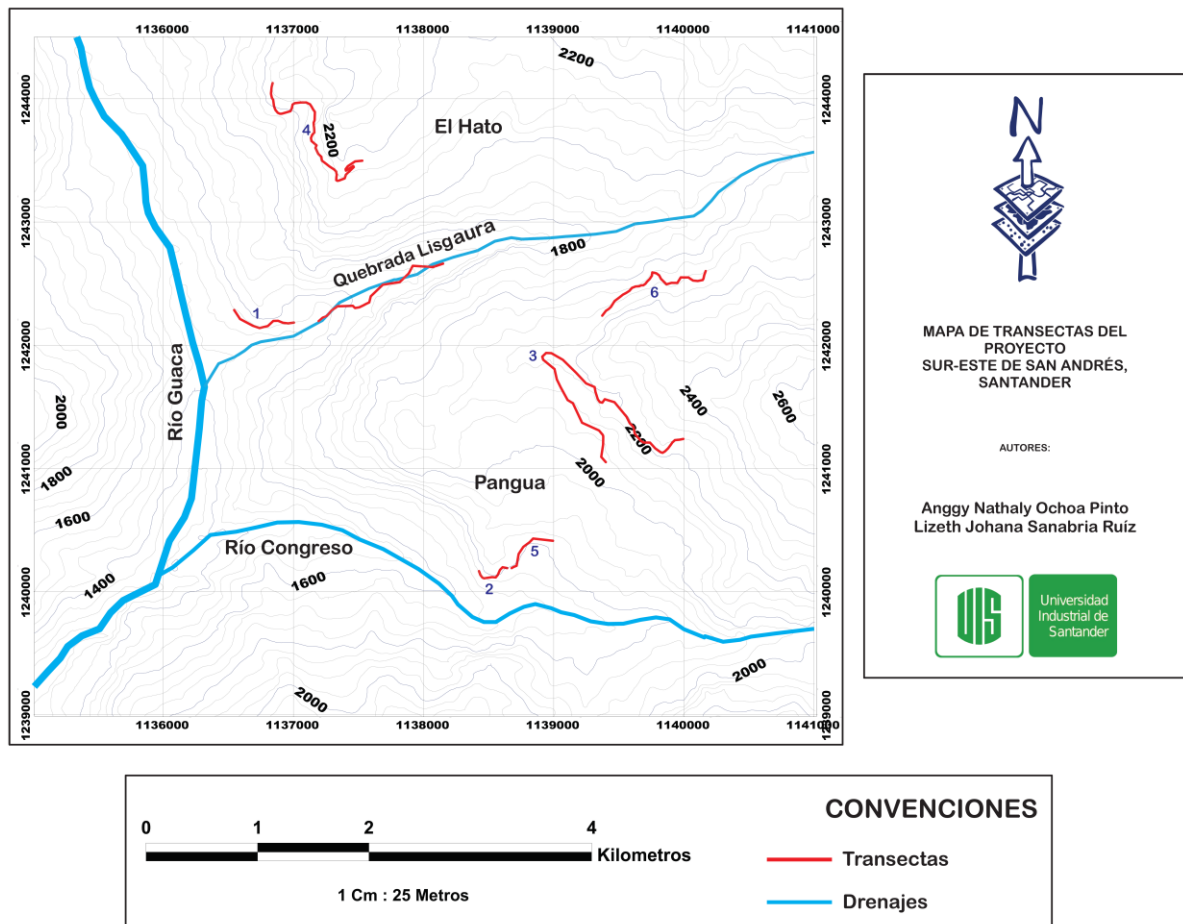 1136000
1137000
1138000
1139000
1140000
1141000
1244000
1243000
1242000
1241000
1240000
1239000
1244000
1243000
1242000
1241000
1240000
1239000
2200
El Hato
4
2200
Quebrada Lisgaura
1800
1
6
3
Río Guaca
2000
2400
2600
2200
2000
1800
Pangua
1600
Río Congreso
5
2
1400
1600
2000
2000
1136000
1137000
1138000
1139000
1140000
1141000
N
MAPA DE TRANSECTAS DEL
PROYECTO
SUR-ESTE DE SAN ANDRÉS,
SANTANDER
AUTORES:
Anggy Nathaly Ochoa Pinto
Lizeth Johana Sanabria Ruíz
UIS
Universidad
Industrial de
Santander
0
1
2
4
Kilometros
1 Cm : 25 Metros
CONVENCIONES
Transectas
Drenajes